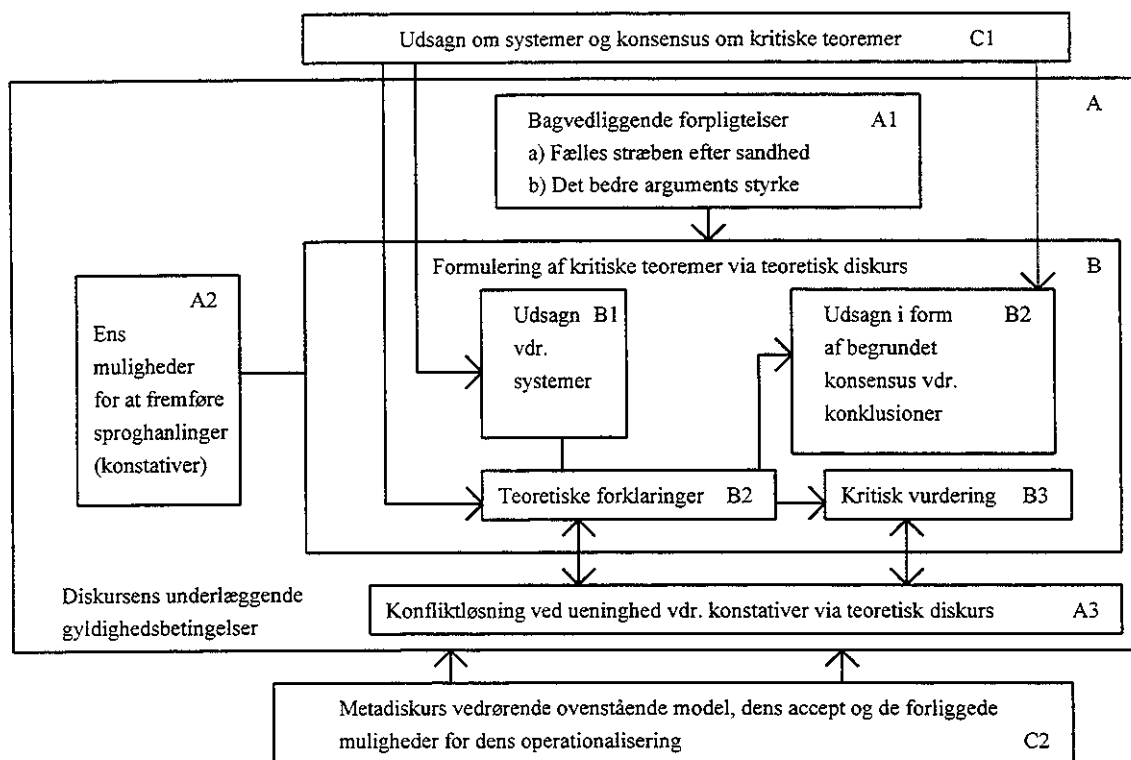 Udsagn om systemer og konsensus om kritiske teoremer C1
A
Bagvedliggende forpligtelser A1
a) Fælles stræben efter sandhed
b) Det bedre arguments styrke
Formulering af kritiske teoremer via teoretisk diskurs B
A2
Ens
muligheder
for at fremføre
sproghanlinger
(konstativer)
Udsagn B1
vdr.
systemer
Udsagn i form B2
af begrundet
konsensus vdr.
konklusioner
Teoretiske forklaringer B2
Kritisk vurdering B3
Diskursens underlæggende
gyldighedsbetingelser
Konfliktløsning ved ueninghed vdr. konstativer via teoretisk diskurs A3
Metadiskurs vedrørende ovenstående model, dens accept og de forliggede
muligheder for dens operationalisering C2